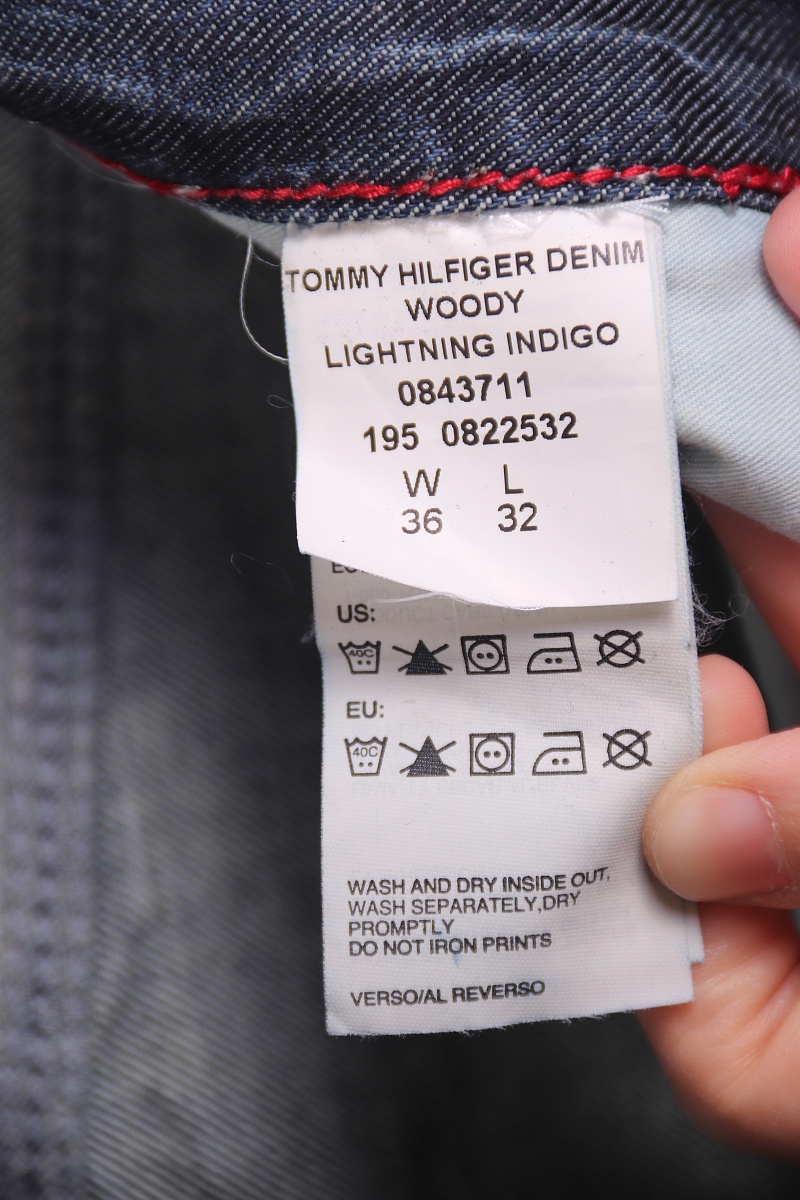 TOMMY HILFIGER DENIM
WOODY
LIGHTNING INDIGO
0843711
195 0822532
W L
36 32
US:
40C
EU:
40C
WASH AND DRY INSIDE OUT,
WASH SEPARATELY,DRY
PROMPTLY
DO NOT IRON PRINTS
VERSO/AL REVERSO